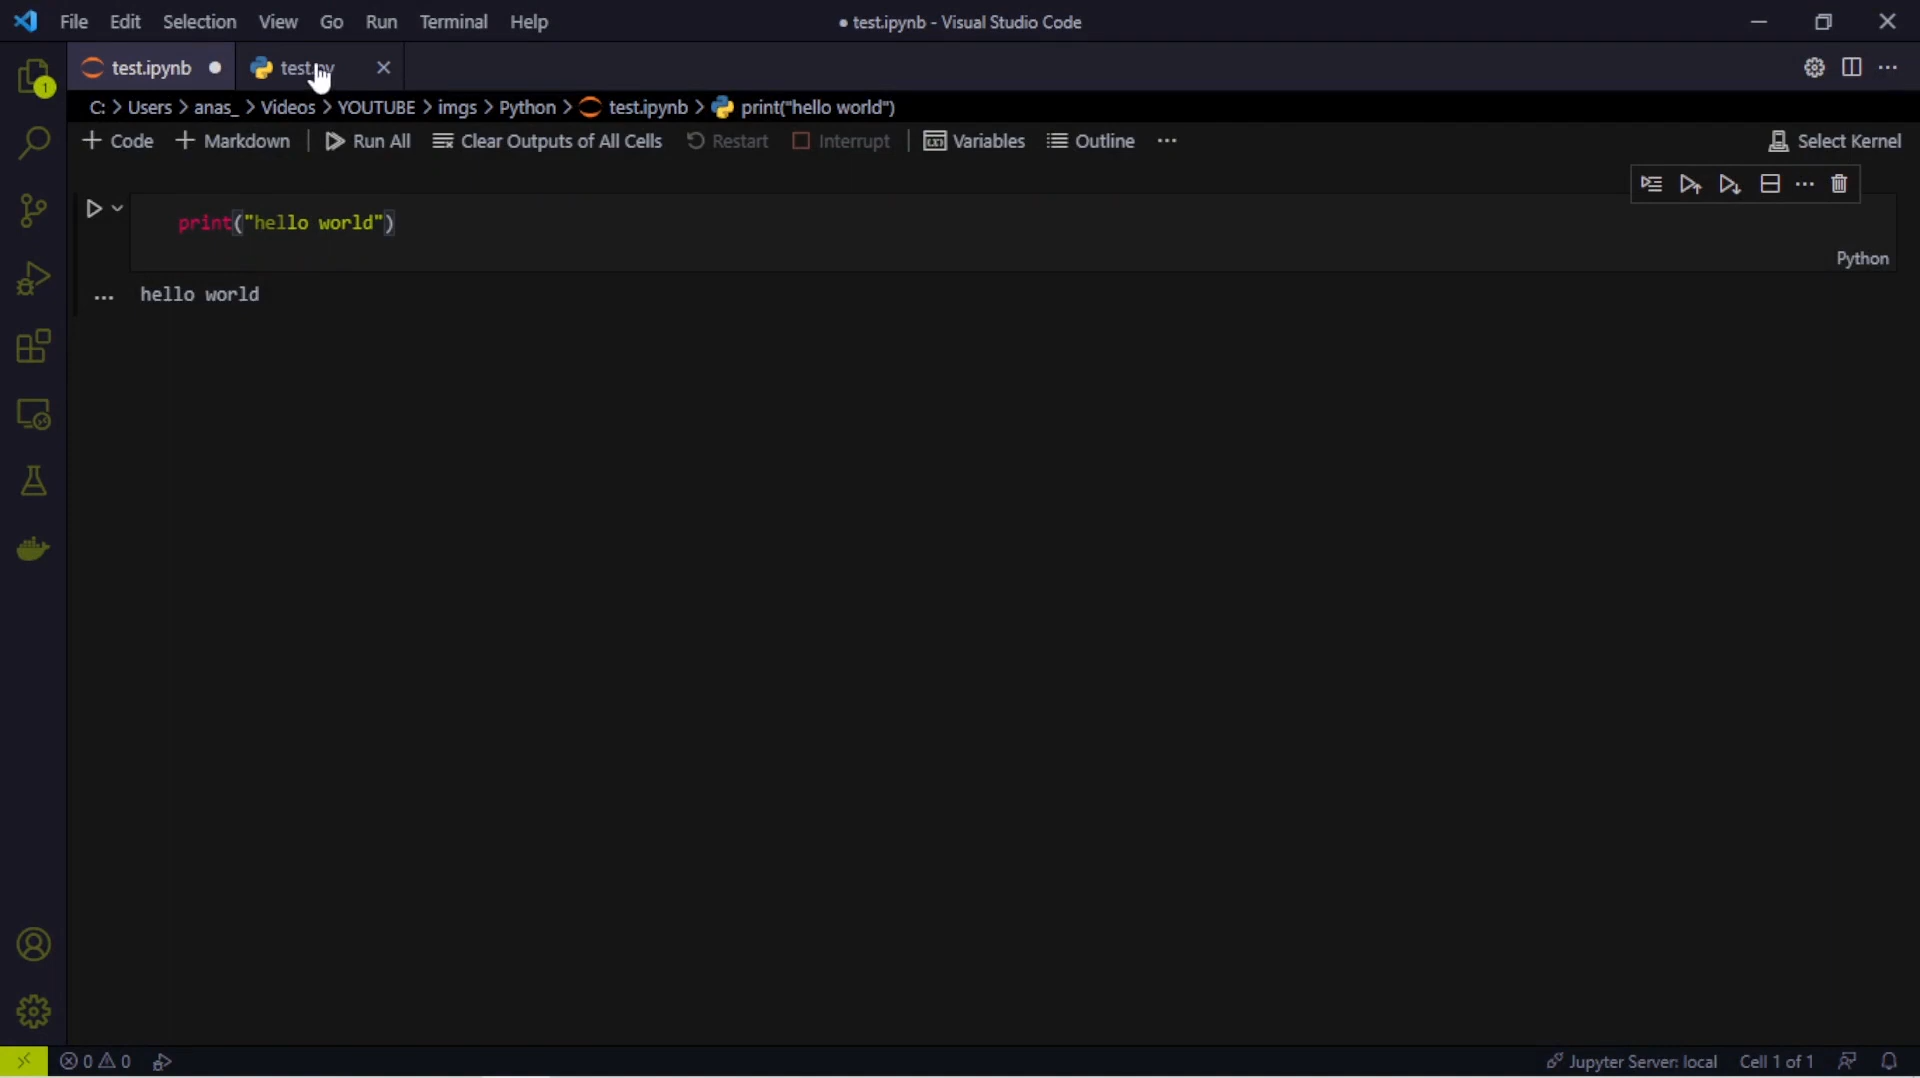 File Edit Selection View Go Run Terminal Help ● test.ipynb - Visual Studio Code
test.ipynb ● test.py
1
C: > Users > anas_ > Videos > YOUTUBE > imgs > Python > test.ipynb > print("hello world")
+ Code + Markdown | Run All Clear Outputs of All Cells Restart Interrupt | Variables Outline ... Select Kernel
print("hello world")
Python
... hello world
0 0 Jupyter Server: local Cell 1 of 1